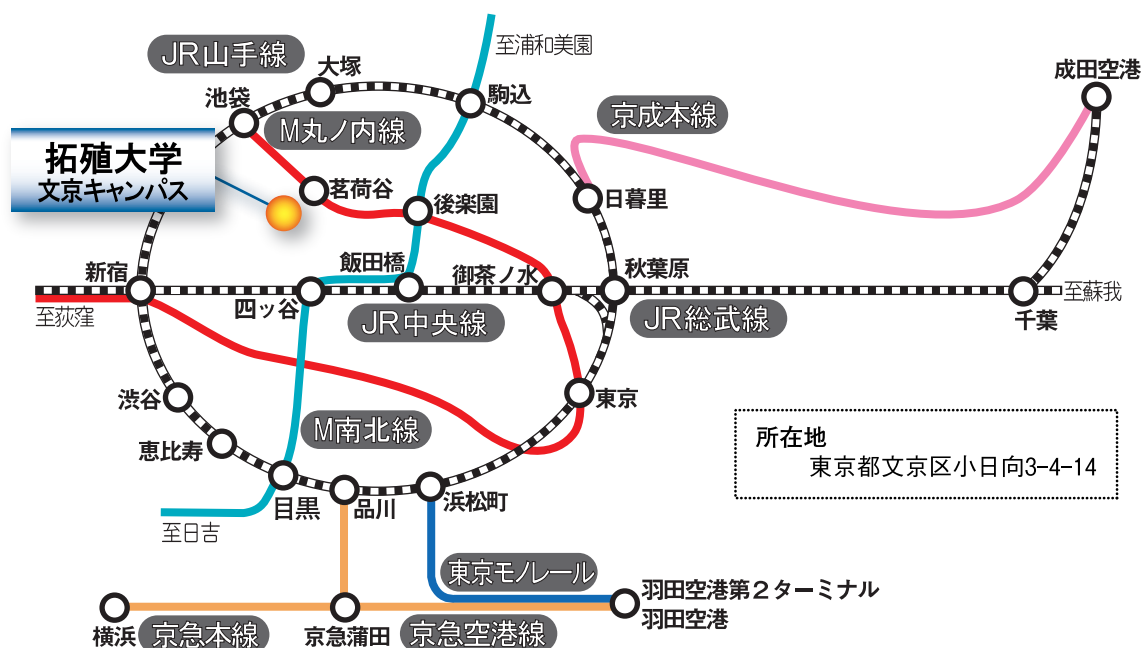 至浦和美園
JR山手線
大塚
池袋
駒込
成田空港
京成本線
M丸ノ内線
拓殖大学
文京キャンパス
茗荷谷
後楽園
日暮里
飯田橋
御茶ノ水
秋葉原
新宿
四ッ谷
至荻窪
JR中央線
JR総武線
至蘇我
千葉
渋谷
東京
M南北線
恵比寿
所在地
東京都文京区小日向3-4-14
目黒
品川
浜松町
至日吉
東京モノレール
羽田空港第2ターミナル
羽田空港
横浜
京急本線
京急蒲田
京急空港線